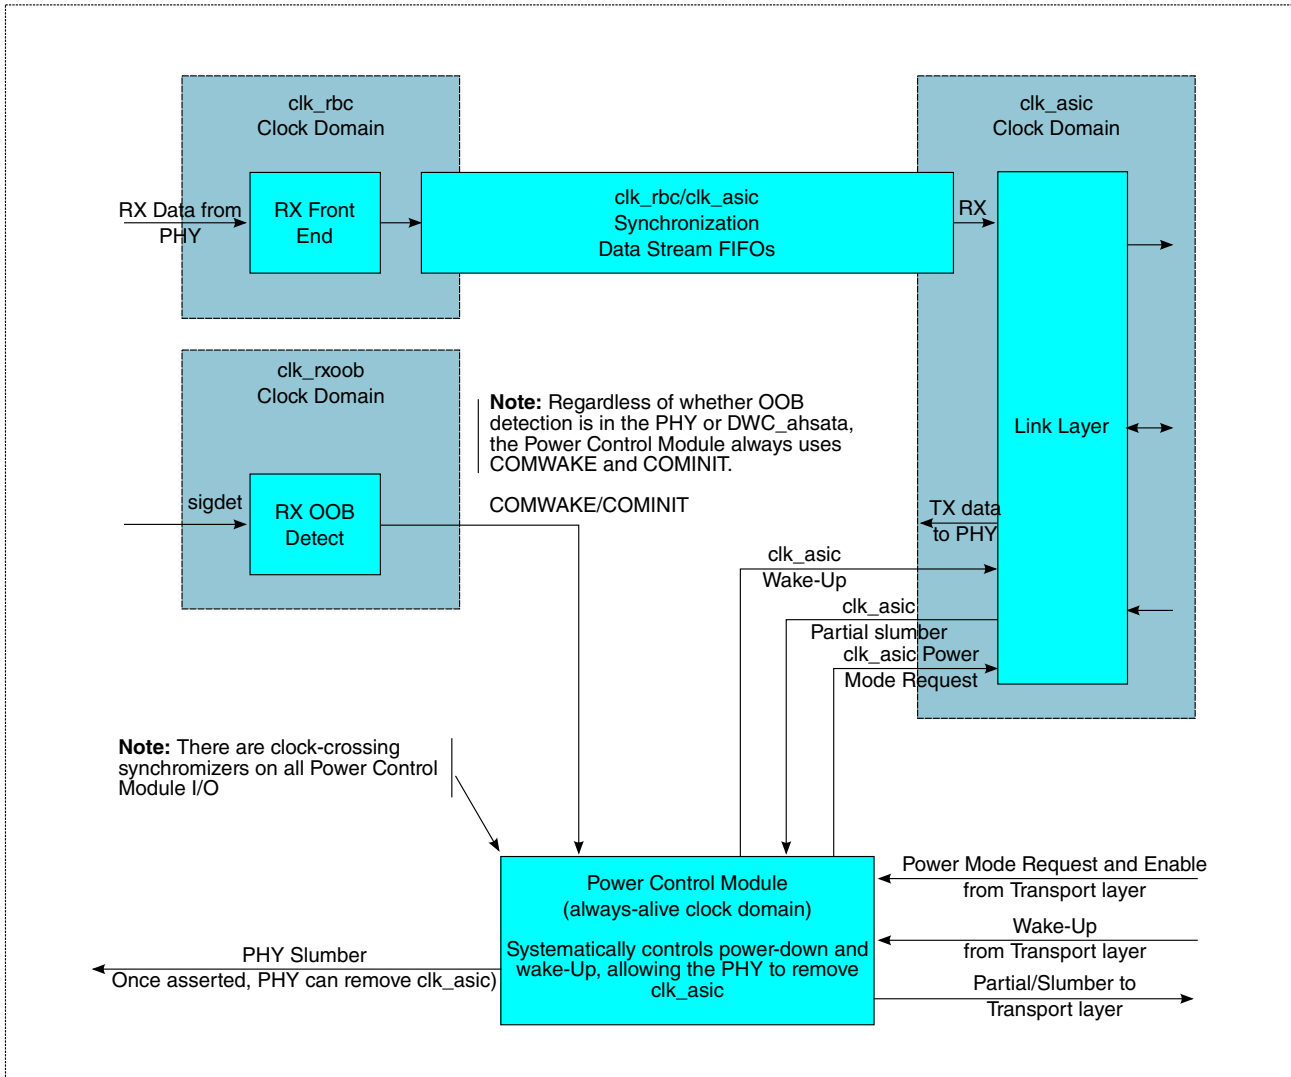 clk_rbc
Clock Domain
clk_asic
Clock Domain
RX Data from
PHY
RX Front
End
clk_rbc/clk_asic
Synchronization
Data Stream FIFOs
RX
clk_rxoob
Clock Domain
Note: Regardless of whether OOB
detection is in the PHY or DWC_ahsata,
the Power Control Module always uses
COMWAKE and COMINIT.
Link Layer
sigdet
RX OOB
Detect
COMWAKE/COMINIT
TX data
to PHY
clk_asic
Wake-Up
clk_asic
Partial slumber
clk_asic Power
Mode Request
Note: There are clock-crossing
synchromizers on all Power Control
Module I/O
Power Control Module
(always-alive clock domain)
Systematically controls power-down and
wake-Up, allowing the PHY to remove
clk_asic
Power Mode Request and Enable
from Transport layer
Wake-Up
from Transport layer
Partial/Slumber to
Transport layer
PHY Slumber
Once asserted, PHY can remove clk_asic)